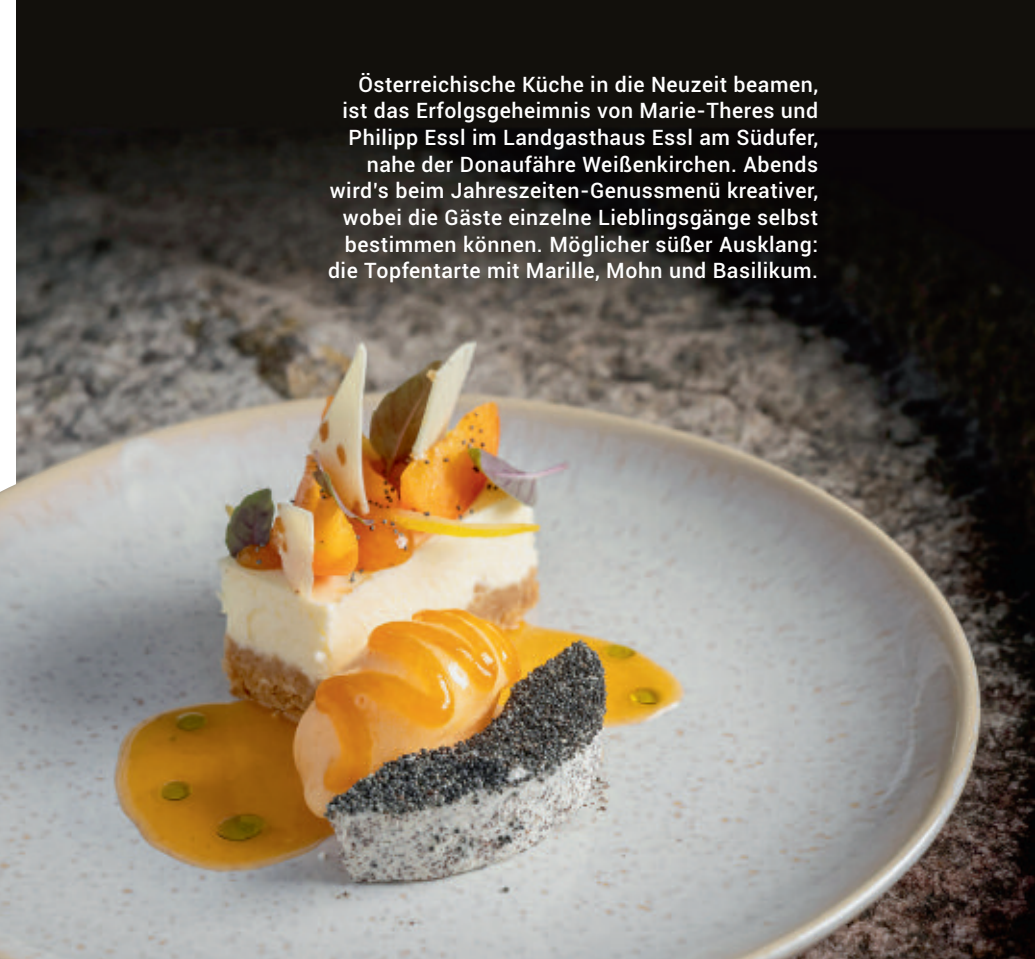 Österreichische Küche in die Neuzeit beamen,
ist das Erfolgsgeheimnis von Marie-Theres und
Philipp Essl im Landgasthaus Essl am Südufer,
nahe der Donaufähre Weißenkirchen. Abends
wird's beim Jahreszeiten-Genussmenü kreativer,
wobei die Gäste einzelne Lieblingsgänge selbst
bestimmen können. Möglicher süßer Ausklang:
die Topfentarte mit Marille, Mohn und Basilikum.